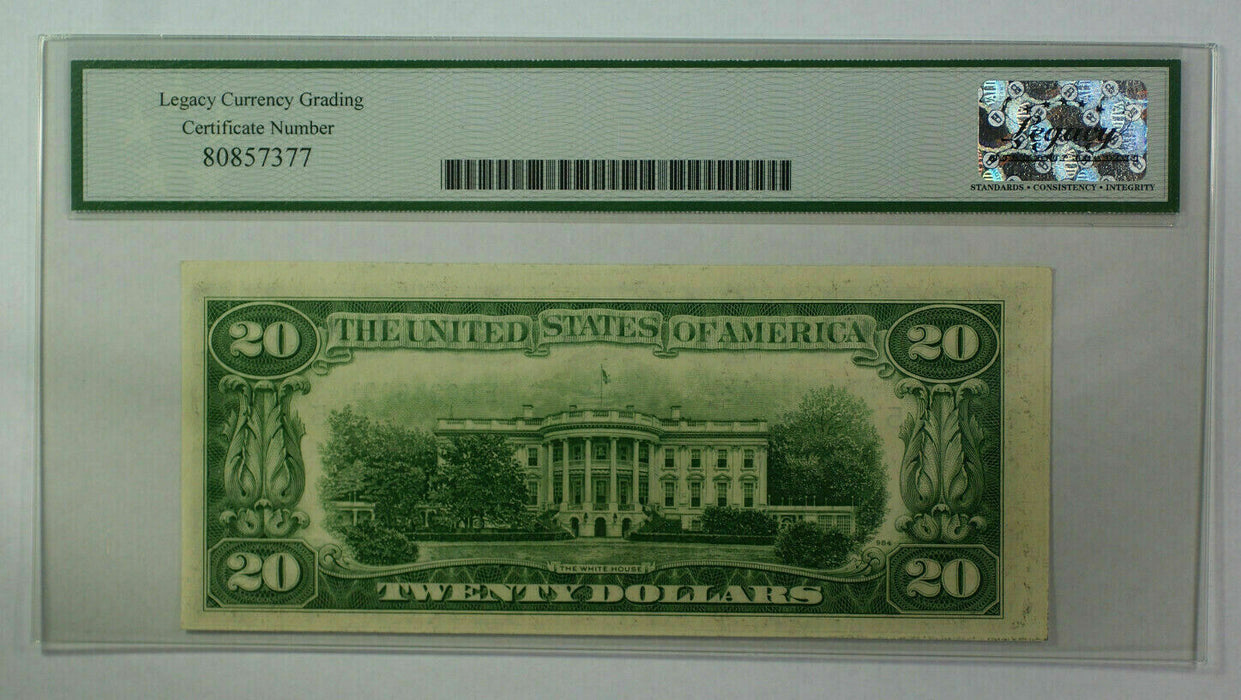 Legacy Currency Grading
Certificate Number
80857377
Legacy
STANDARDS • CONSISTENCY • INTEGRITY
20 THE UNITED STATES OF AMERICA 20
984
THE WHITE HOUSE
20 TWENTY DOLLARS 20